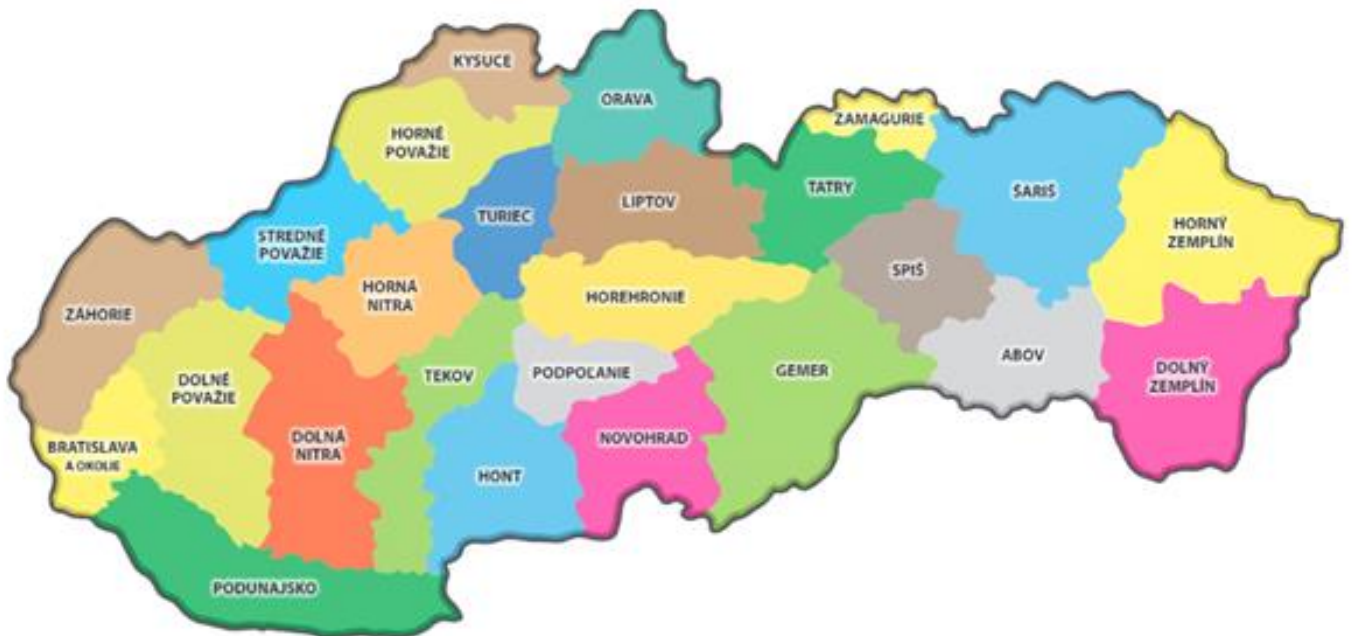 KYSUCE
ORAVA
ZAMAGURIE
HORNÉ
POVAŽIE
TATRY
ŠARIŠ
TURIEC
LIPTOV
HORNÝ
ZEMPLÍN
STREDNÉ
POVAŽIE
SPIŠ
HORNÁ
NITRA
HOREHRONIE
ZÁHORIE
ABOV
DOLNÝ
ZEMPLÍN
TEKOV
PODPOĽANIE
GEMER
DOLNÉ
POVAŽIE
DOLNÁ
NITRA
NOVOHRAD
BRATISLAVA
A OKOLIE
HONT
PODUNAJSKO